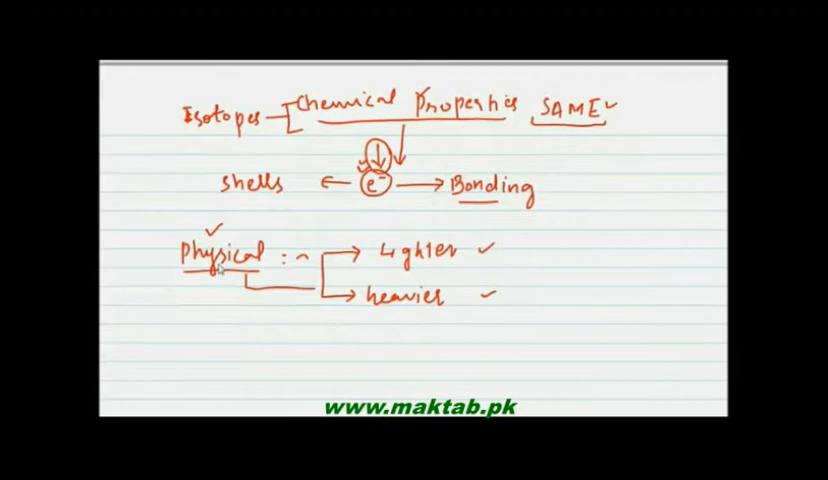 Isotopes Chemical Properties SAME
shells e- Bonding
Physical :~ Lighter
heavier
www.maktab.pk